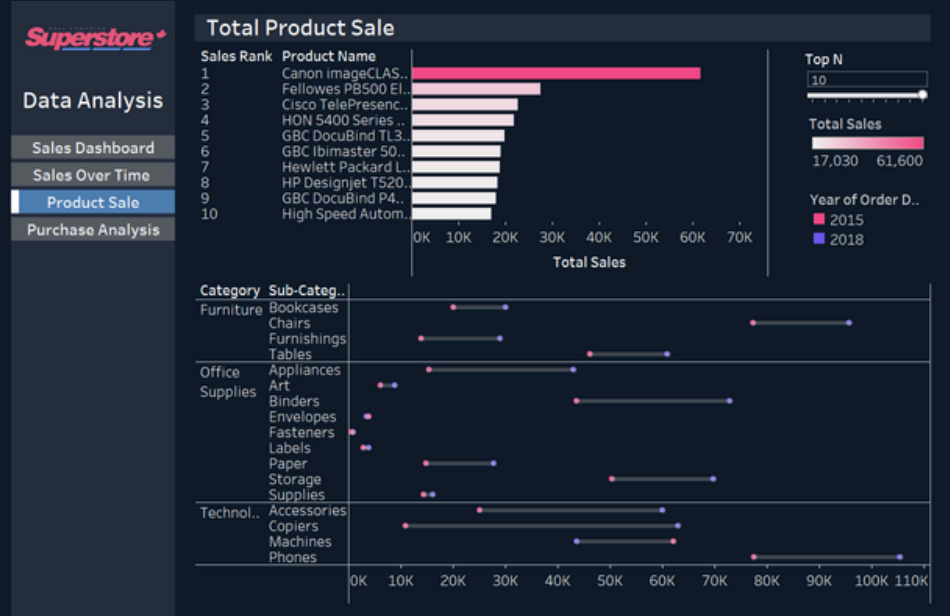 Superstore
Data Analysis
Sales Dashboard
Sales Over Time
Product Sale
Purchase Analysis
Total Product Sale
Sales Rank Product Name
1 Canon imageCLAS..
2 Fellowes PB500 El..
3 Cisco TelePresenc..
4 HON 5400 Series ..
5 GBC DocuBind TL3..
6 GBC Ibimaster 50..
7 Hewlett Packard L..
8 HP Designjet T520..
9 GBC DocuBind P4..
10 High Speed Autom..
0K 10K 20K 30K 40K 50K 60K 70K
Total Sales
Top N
10
Total Sales
17,030 61,600
Year of Order D..
2015
2018
Category Sub-Categ..
Furniture Bookcases
Chairs
Furnishings
Tables
Office Supplies Appliances
Art
Binders
Envelopes
Fasteners
Labels
Paper
Storage
Supplies
Technol.. Accessories
Copiers
Machines
Phones
0K 10K 20K 30K 40K 50K 60K 70K 80K 90K 100K 110K